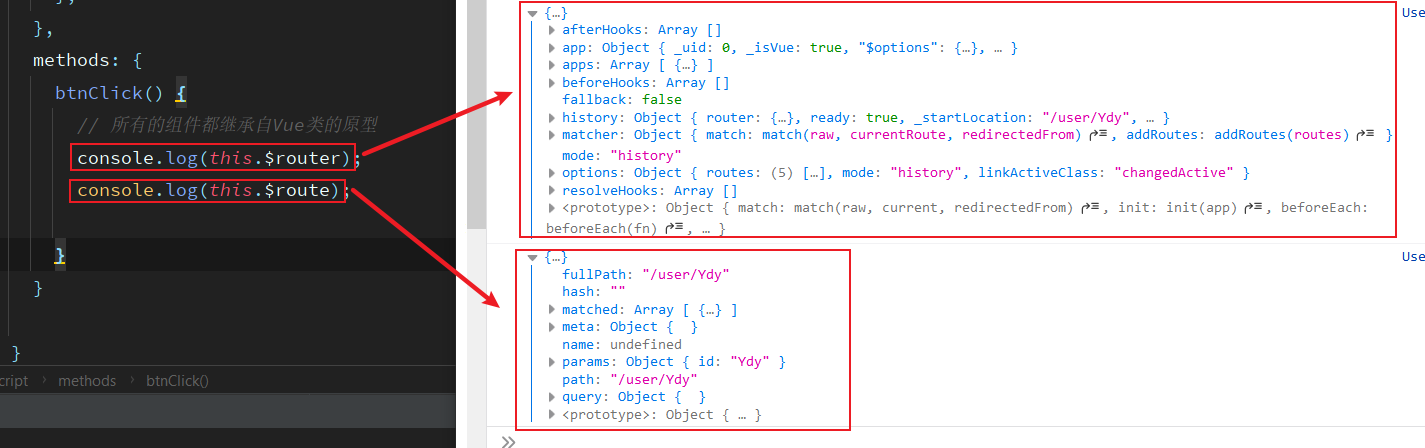 },
},
methods: {
btnClick() {
// 所有的组件都继承自Vue类的原型
console.log(this.$router);
console.log(this.$route);
}
}
}
cript > methods > btnClick()
{…}
Use
afterHooks: Array []
app: Object { _uid: 0, _isVue: true, "$options": {…}, … }
apps: Array [ {…} ]
beforeHooks: Array []
fallback: false
history: Object { router: {…}, ready: true, _startLocation: "/user/Ydy", … }
matcher: Object { match: match(raw, currentRoute, redirectedFrom), addRoutes: addRoutes(routes) }
mode: "history"
options: Object { routes: (5) […], mode: "history", linkActiveClass: "changedActive" }
resolveHooks: Array []
<prototype>: Object { match: match(raw, current, redirectedFrom), init: init(app), beforeEach:
beforeEach(fn), … }
{…}
Use
fullPath: "/user/Ydy"
hash: ""
matched: Array [ {…} ]
meta: Object { }
name: undefined
params: Object { id: "Ydy" }
path: "/user/Ydy"
query: Object { }
<prototype>: Object { … }